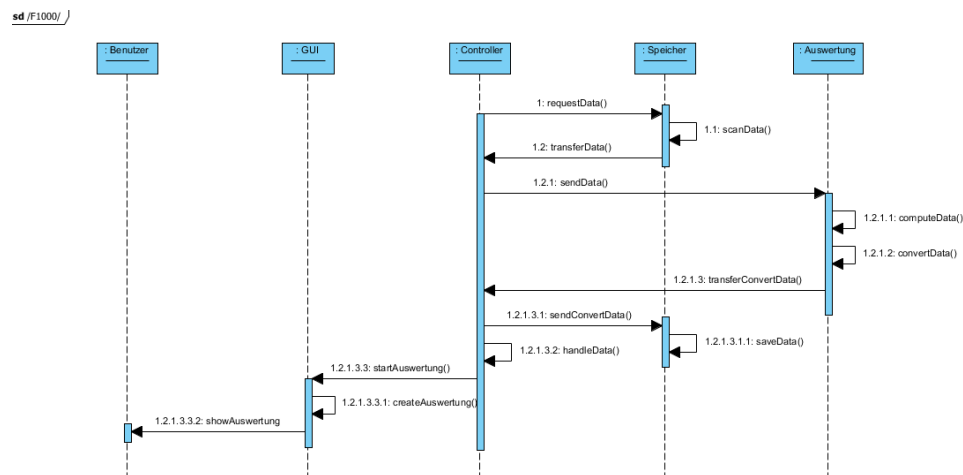 sd /F1000/
: Benutzer
: GUI
: Controller
: Speicher
: Auswertung
1: requestData()
1.1: scanData()
1.2: transferData()
1.2.1: sendData()
1.2.1.1: computeData()
1.2.1.2: convertData()
1.2.1.3: transferConvertData()
1.2.1.3.1: sendConvertData()
1.2.1.3.1.1: saveData()
1.2.1.3.2: handleData()
1.2.1.3.3: startAuswertung()
1.2.1.3.3.1: createAuswertung()
1.2.1.3.3.2: showAuswertung